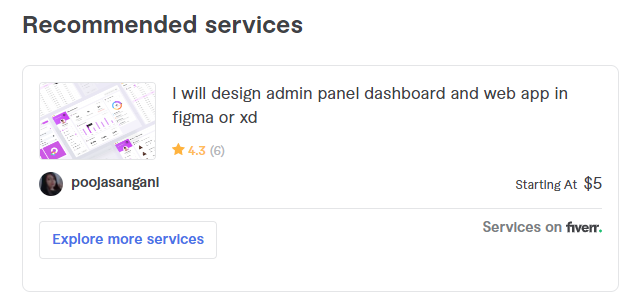 Recommended services
I will design admin panel dashboard and web app in
figma or xd
4.3 (6)
poojasangani
Starting At $5
Explore more services
Services on fiverr.